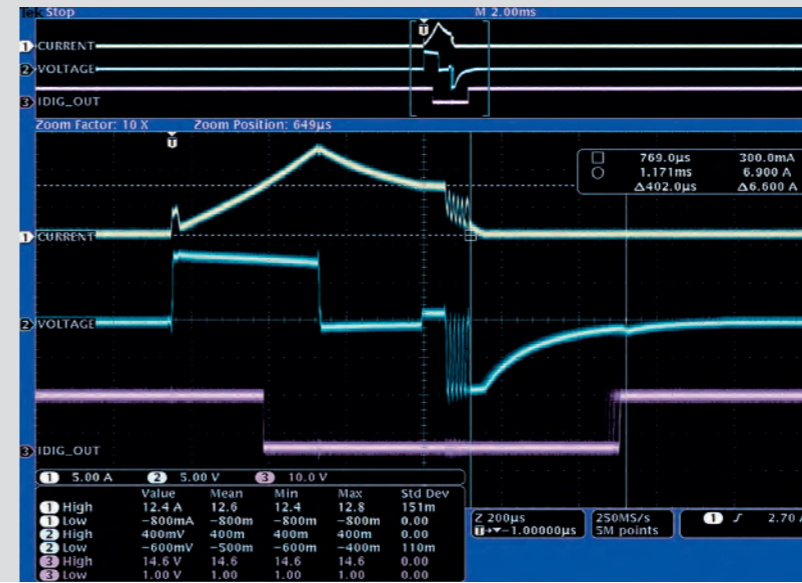 Tek Stop M 2.00ms
1 CURRENT
2 VOLTAGE
3 IDIG_OUT
Zoom Factor: 10 X Zoom Position: 649µs
769.0µs 300.0mA
1.171ms 6.900 A
Δ402.0µs Δ6.600 A
1 CURRENT
2 VOLTAGE
3 IDIG_OUT
1 5.00 A 2 5.00 V 3 10.0 V
Value Mean Min Max Std Dev
1 High 12.4 A 12.6 12.4 12.8 151m
1 Low −800mA −800m −800m −800m 0.00
2 High 400mV 400m 400m 400m 0.00
2 Low −600mV −500m −600m −400m 110m
3 High 14.6 V 14.6 14.6 14.6 0.00
3 Low 1.00 V 1.00 1.00 1.00 0.00
Z 200µs
T→▾−1.00000µs
250MS/s
5M points
1 2.70